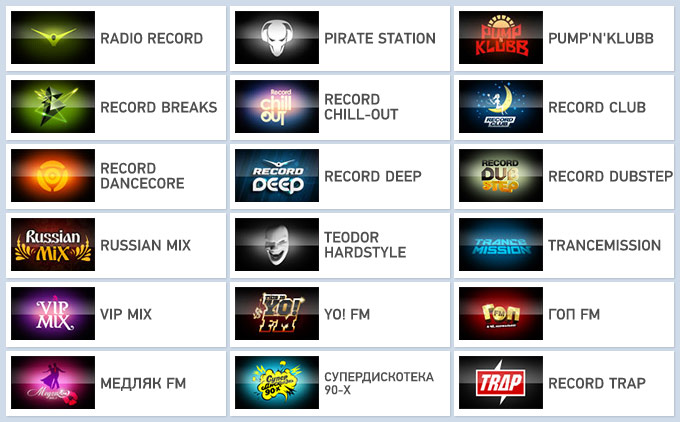 RADIO RECORD
PIRATE STATION
PUMP
N
KLUBB
PUMP'N'KLUBB
RECORD BREAKS
Record
chill
out
RECORD
CHILL-OUT
RECORD
CLUB
RECORD CLUB
RECORD
DANCECORE
RECORD
DEEP
RECORD DEEP
RECORD
DUB
STEP
RECORD DUBSTEP
Russian
MiX
RUSSIAN MIX
TEODOR
HARDSTYLE
TRANCE
MISSION
TRANCEMISSION
VIP
MIX
VIP MIX
YO!
FM
YO! FM
ГОП
FM
ГОП FM
МЕДЛЯК FM
Супер
90-х
СУПЕРДИСКОТЕКА
90-Х
TRAP
RECORD TRAP